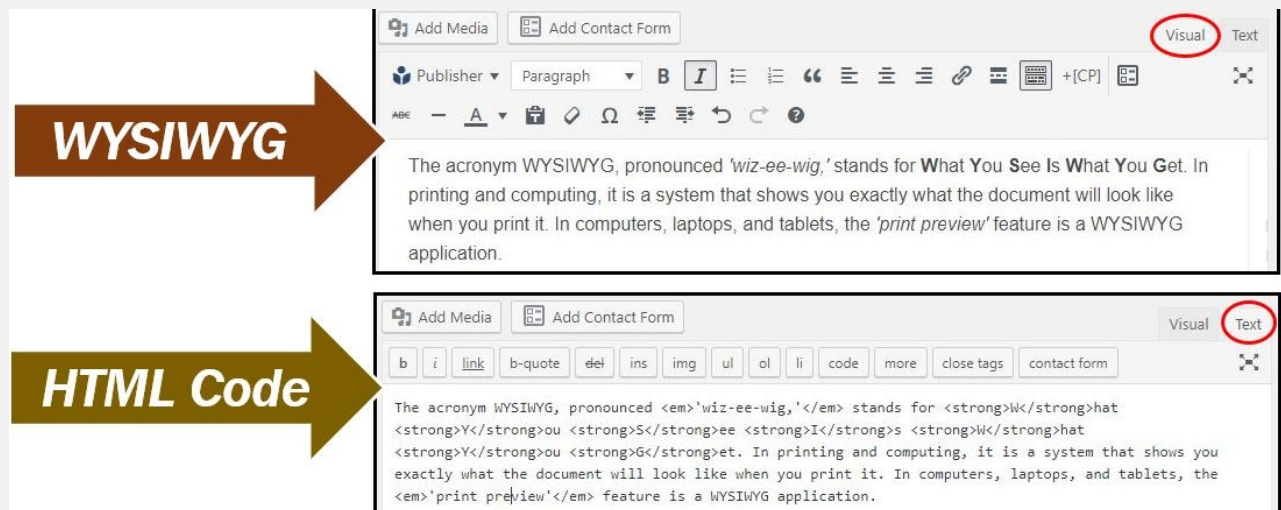 Add Media Add Contact Form
Visual Text
Publisher Paragraph B I +[CP]
ABC A Ω
WYSIWYG
The acronym WYSIWYG, pronounced 'wiz-ee-wig,' stands for What You See Is What You Get. In
printing and computing, it is a system that shows you exactly what the document will look like
when you print it. In computers, laptops, and tablets, the 'print preview' feature is a WYSIWYG
application.
Add Media Add Contact Form
Visual Text
b i link b-quote del ins img ul ol li code more close tags contact form
HTML Code
The acronym WYSIWYG, pronounced <em>'wiz-ee-wig,'</em> stands for <strong>W</strong>hat
<strong>Y</strong>ou <strong>S</strong>ee <strong>I</strong>s <strong>W</strong>hat
<strong>Y</strong>ou <strong>G</strong>et. In printing and computing, it is a system that shows you
exactly what the document will look like when you print it. In computers, laptops, and tablets, the
<em>'print preview'</em> feature is a WYSIWYG application.